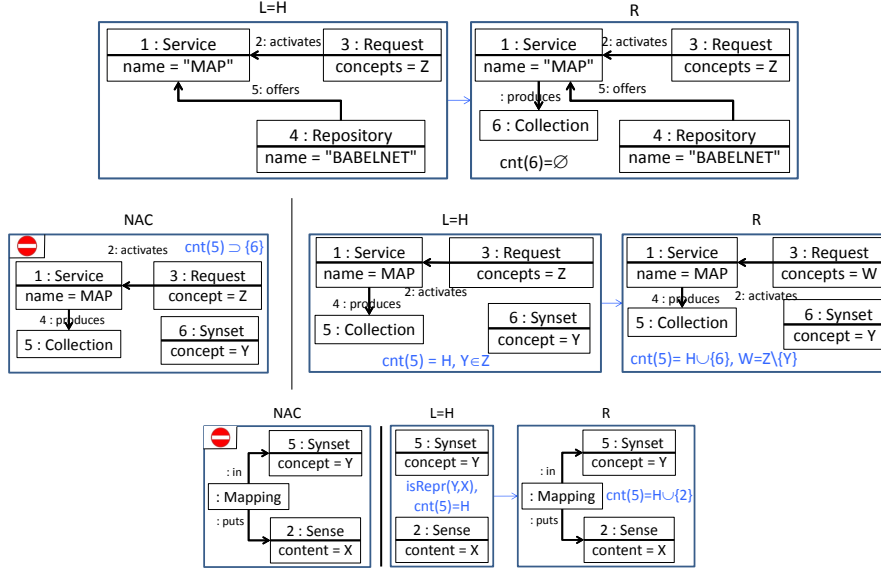 L=H
R
1 : Service
name = "MAP"
2: activates
3 : Request
concepts = Z
5: offers
4 : Repository
name = "BABELNET"
1 : Service
name = "MAP"
2: activates
3 : Request
concepts = Z
: produces
5: offers
6 : Collection
4 : Repository
name = "BABELNET"
cnt(6)=∅
NAC
2: activates
cnt(5) ⊃ {6}
1 : Service
name = MAP
3 : Request
concept = Z
4 : produces
5 : Collection
6 : Synset
concept = Y
L=H
1 : Service
name = MAP
3 : Request
concepts = Z
2: activates
4 : produces
5 : Collection
6 : Synset
concept = Y
cnt(5) = H, Y∈Z
R
1 : Service
name = MAP
3 : Request
concepts = W
4 : produces
2: activates
5 : Collection
6 : Synset
concept = Y
cnt(5)= H∪{6}, W=Z\{Y}
NAC
5 : Synset
concept = Y
: in
: Mapping
: puts
2 : Sense
content = X
L=H
5 : Synset
concept = Y
isRepr(Y,X),
cnt(5)=H
2 : Sense
content = X
R
5 : Synset
concept = Y
: in
: Mapping
cnt(5)=H∪{2}
: puts
2 : Sense
content = X